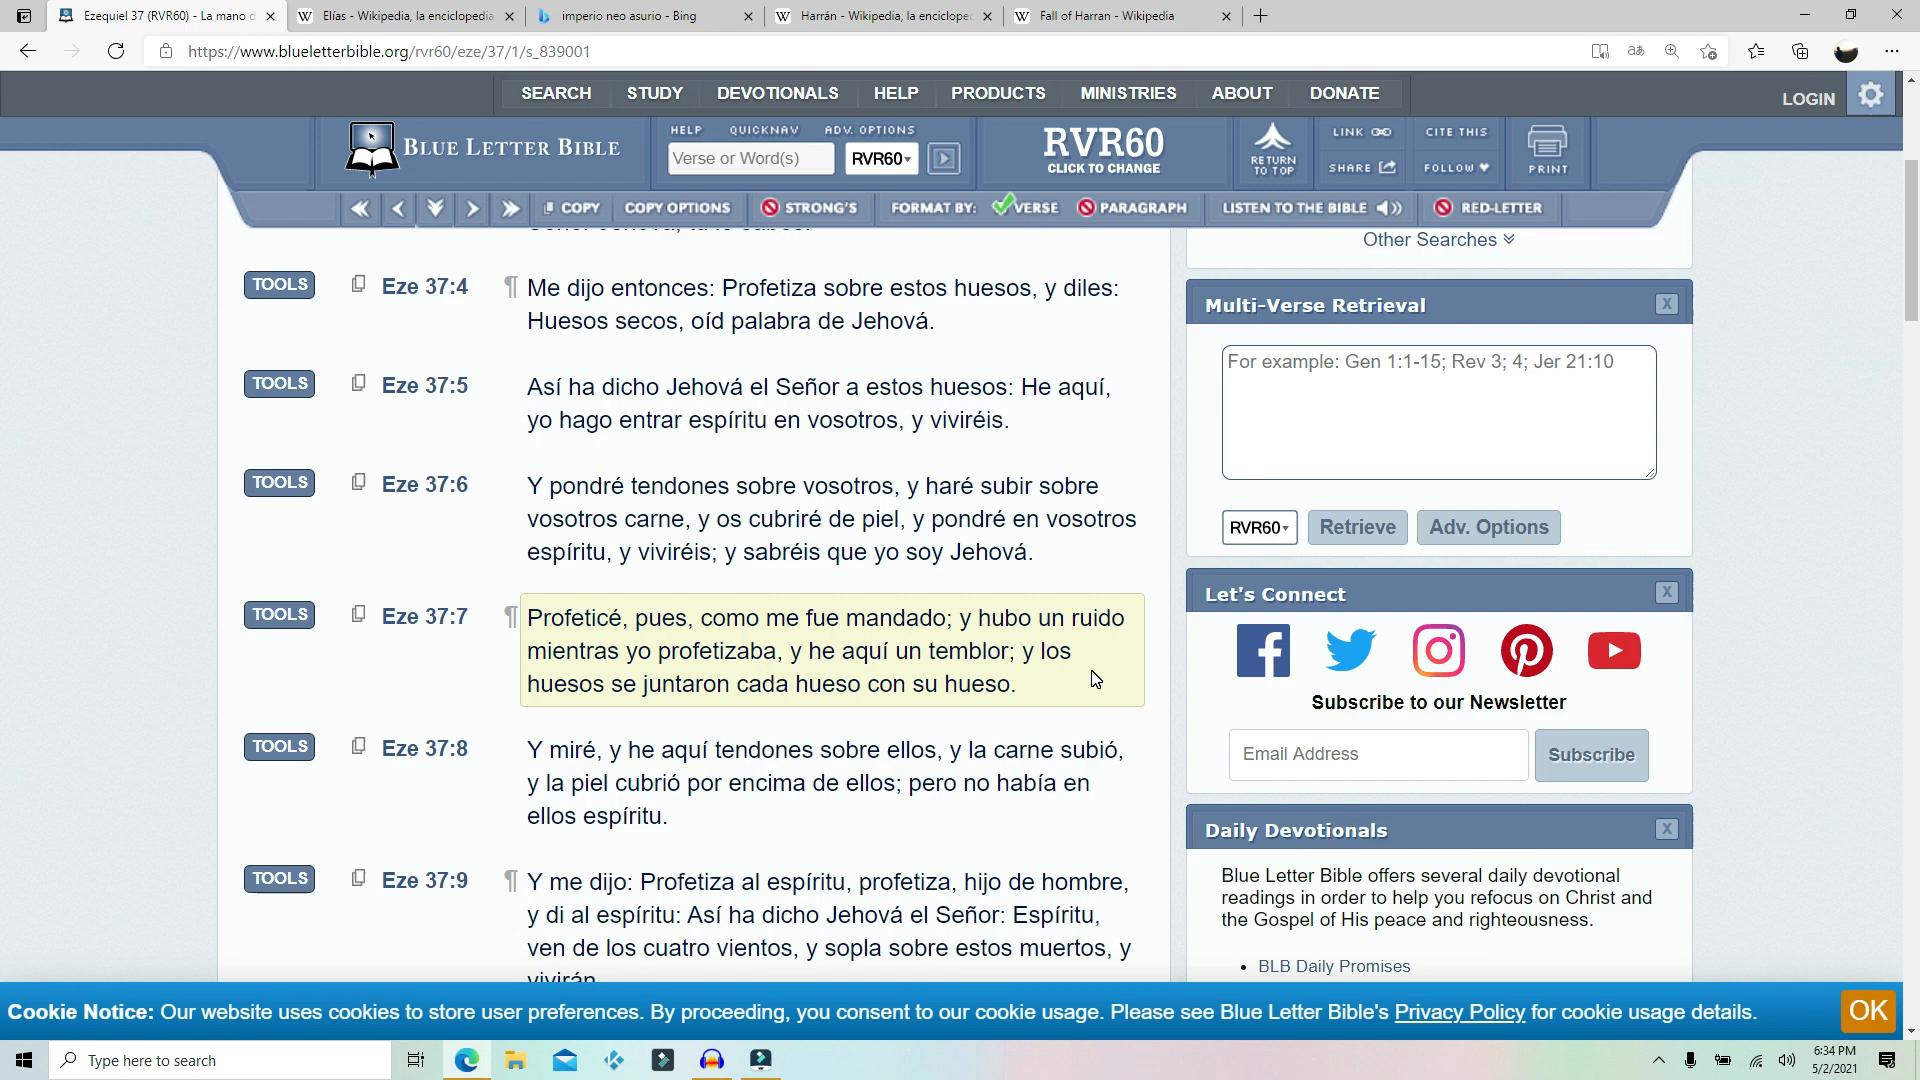 Ezequiel 37 (RVR60) - La mano d
Elías - Wikipedia, la enciclopedia
imperio neo asurio - Bing
Harrán - Wikipedia, la enciclope
Fall of Harran - Wikipedia
https://www.blueletterbible.org/rvr60/eze/37/1/s_839001
SEARCH STUDY DEVOTIONALS HELP PRODUCTS MINISTRIES ABOUT DONATE
LOGIN
BLUE LETTER BIBLE
HELP QUICKNAV ADV. OPTIONS
Verse or Word(s)
RVR60
RVR60
CLICK TO CHANGE
RETURN
TO TOP
LINK
CITE THIS
SHARE
FOLLOW
PRINT
COPY COPY OPTIONS STRONG'S FORMAT BY: VERSE PARAGRAPH LISTEN TO THE BIBLE RED-LETTER
TOOLS Eze 37:4 ¶ Me dijo entonces: Profetiza sobre estos huesos, y diles:
Huesos secos, oíd palabra de Jehová.
TOOLS Eze 37:5 Así ha dicho Jehová el Señor a estos huesos: He aquí,
yo hago entrar espíritu en vosotros, y viviréis.
TOOLS Eze 37:6 Y pondré tendones sobre vosotros, y haré subir sobre
vosotros carne, y os cubriré de piel, y pondré en vosotros
espíritu, y viviréis; y sabréis que yo soy Jehová.
TOOLS Eze 37:7 ¶ Profeticé, pues, como me fue mandado; y hubo un ruido
mientras yo profetizaba, y he aquí un temblor; y los
huesos se juntaron cada hueso con su hueso.
TOOLS Eze 37:8 Y miré, y he aquí tendones sobre ellos, y la carne subió,
y la piel cubrió por encima de ellos; pero no había en
ellos espíritu.
TOOLS Eze 37:9 ¶ Y me dijo: Profetiza al espíritu, profetiza, hijo de hombre,
y di al espíritu: Así ha dicho Jehová el Señor: Espíritu,
ven de los cuatro vientos, y sopla sobre estos muertos, y
vivirán.
Other Searches
Multi-Verse Retrieval
X
For example: Gen 1:1-15; Rev 3; 4; Jer 21:10
RVR60 Retrieve Adv. Options
Let's Connect
X
Subscribe to our Newsletter
Email Address Subscribe
Daily Devotionals
X
Blue Letter Bible offers several daily devotional
readings in order to help you refocus on Christ and
the Gospel of His peace and righteousness.
• BLB Daily Promises
Cookie Notice: Our website uses cookies to store user preferences. By proceeding, you consent to our cookie usage. Please see Blue Letter Bible's Privacy Policy for cookie usage details.
OK
Type here to search
6:34 PM
5/2/2021